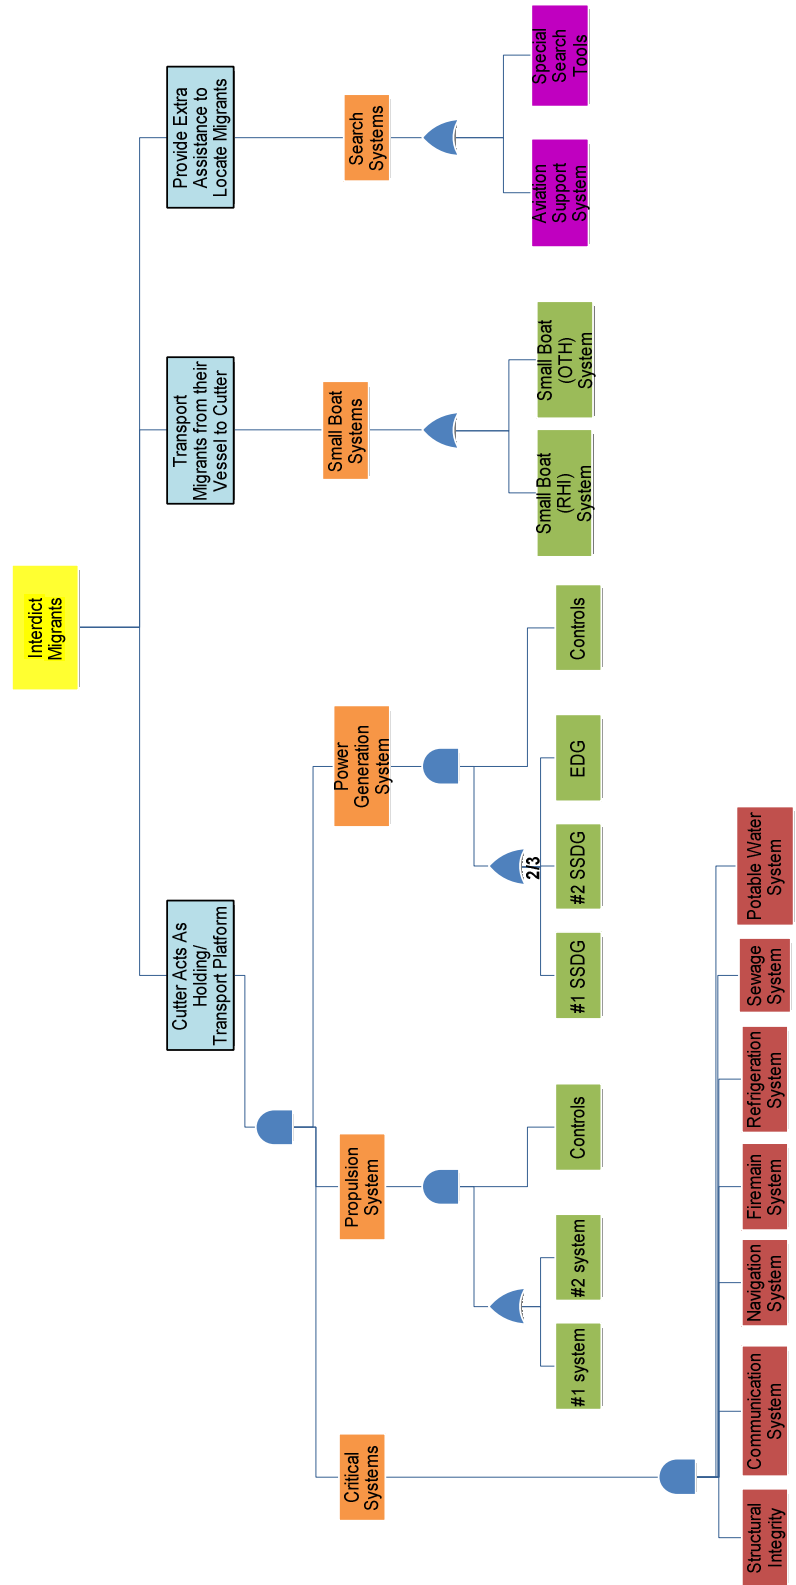 Interdict
Migrants
Cutter Acts As
Holding/
Transport Platform
Transport
Migrants from their
Vessel to Cutter
Provide Extra
Assistance to
Locate Migrants
Critical
Systems
Propulsion
System
Power
Generation
System
Small Boat
Systems
Search
Systems
#1 system
#2 system
Controls
2/3
#1 SSDG
#2 SSDG
EDG
Controls
Small Boat
(RHI)
System
Small Boat
(OTH)
System
Aviation
Support
System
Special
Search
Tools
Structural
Integrity
Communication
System
Navigation
System
Firemain
System
Refrigeration
System
Sewage
System
Potable Water
System